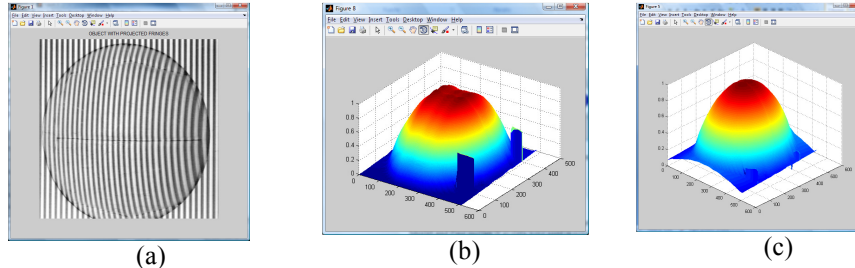 Figure 1
File Edit View Insert Tools Desktop Window Help
OBJECT WITH PROJECTED FRINGES
(a)
Figure 8
File Edit View Insert Tools Desktop Window Help
1
0.8
0.6
0.4
0.2
0
0 100 200 300 400 500
0 100 200 300 400 500 600
(b)
Figure 5
File Edit View Insert Tools Desktop Window Help
1
0.8
0.6
0.4
0.2
0
0 100 200 300 400 500 600
0 100 200 300 400 500 600
(c)